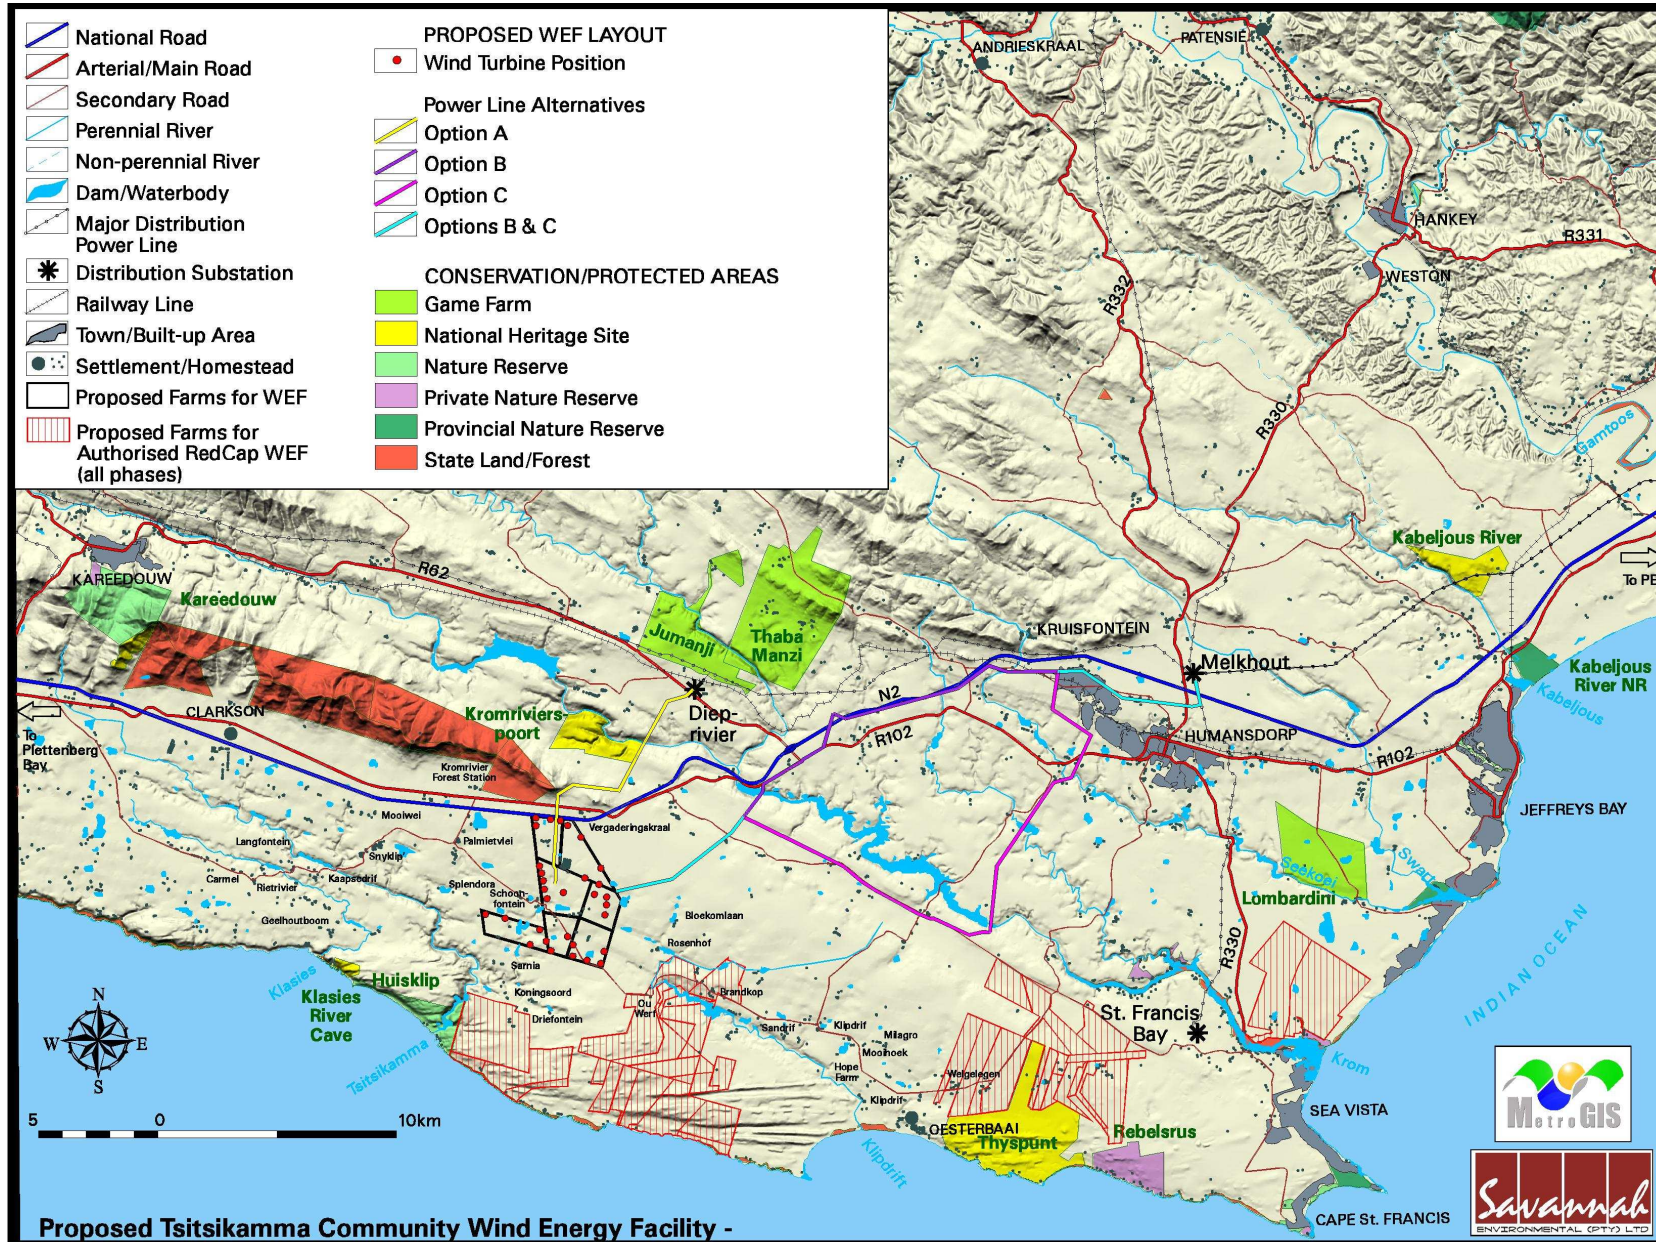 National Road
Arterial/Main Road
Secondary Road
Perennial River
Non-perennial River
Dam/Waterbody
Major Distribution
Power Line
Distribution Substation
Railway Line
Town/Built-up Area
Settlement/Homestead
Proposed Farms for WEF
Proposed Farms for
Authorised RedCap WEF
(all phases)
PROPOSED WEF LAYOUT
Wind Turbine Position
Power Line Alternatives
Option A
Option B
Option C
Options B & C
CONSERVATION/PROTECTED AREAS
Game Farm
National Heritage Site
Nature Reserve
Private Nature Reserve
Provincial Nature Reserve
State Land/Forest
ANDRIESKRAAL
PATENSIE
HANKEY
R331
WESTON
R332
R330
Gamtoos
Kabeljous River
To PE
KAREEDOUW
Kareedouw
R62
Jumanji
Thaba
Manzi
KRUISFONTEIN
Melkhout
Kabeljous
River NR
Kabeljous
N2
CLARKSON
To
Plettenberg
Bay
Kromriviers-
poort
Diep-
rivier
R102
HUMANSDORP
R102
Kromrivier
Forest Station
JEFFREYS BAY
Mooiwei
Vergaderingskraal
Langfontein
Palmietvlei
Snyklip
Carmel
Rietrivier
Kaapsedrif
Splendora
Schoon-
fontein
Geelhoutboom
Bloekomlaan
Seekoei
Swart
Lombardini
R330
Rosenhof
Sarnia
Klasies
Huisklip
Klasies
River
Cave
Koningsoord
Driefontein
Ou
Werf
Brandkop
Sandrif
Klipdrif
Milagro
Mooihoek
Hope
Farm
Welgelegen
Klipdrif
St. Francis
Bay
INDIAN OCEAN
Krom
Tsitsikamma
N
W
E
S
5
0
10km
OESTERBAAI
Thyspunt
Rebelsrus
SEA VISTA
Klipdrift
CAPE St. FRANCIS
MetroGIS
Savannah
ENVIRONMENTAL (PTY) LTD
Proposed Tsitsikamma Community Wind Energy Facility -